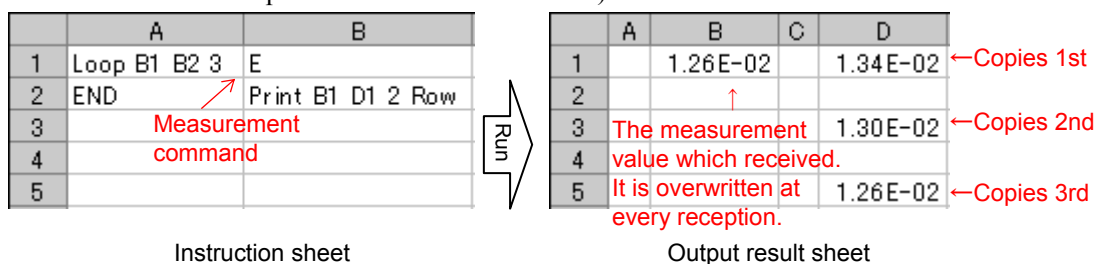 A B
1 Loop B1 B2 3 E
2 END Print B1 D1 2 Row
3 Measurement
4 command
5
Instruction sheet
Run
A B C D
1 1.26E-02 1.34E-02 ←Copies 1st
2 ↑
3 The measurement 1.30E-02 ←Copies 2nd
4 value which received.
5 It is overwritten at 1.26E-02 ←Copies 3rd
every reception.
Output result sheet